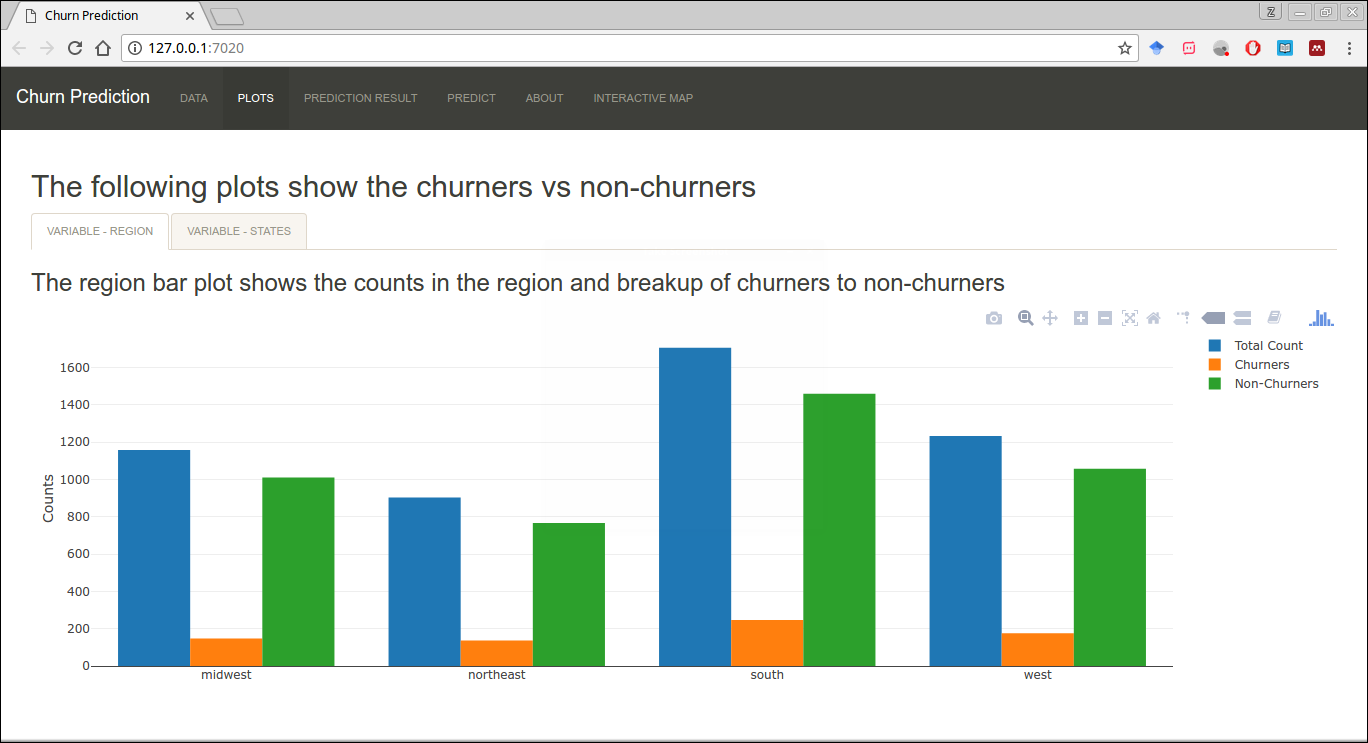 Churn Prediction
Z
127.0.0.1:7020
Churn Prediction DATA PLOTS PREDICTION RESULT PREDICT ABOUT INTERACTIVE MAP
The following plots show the churners vs non-churners
VARIABLE - REGION VARIABLE - STATES
The region bar plot shows the counts in the region and breakup of churners to non-churners
Total Count
Churners
Non-Churners
Counts
1600
1400
1200
1000
800
600
400
200
0
midwest northeast south west